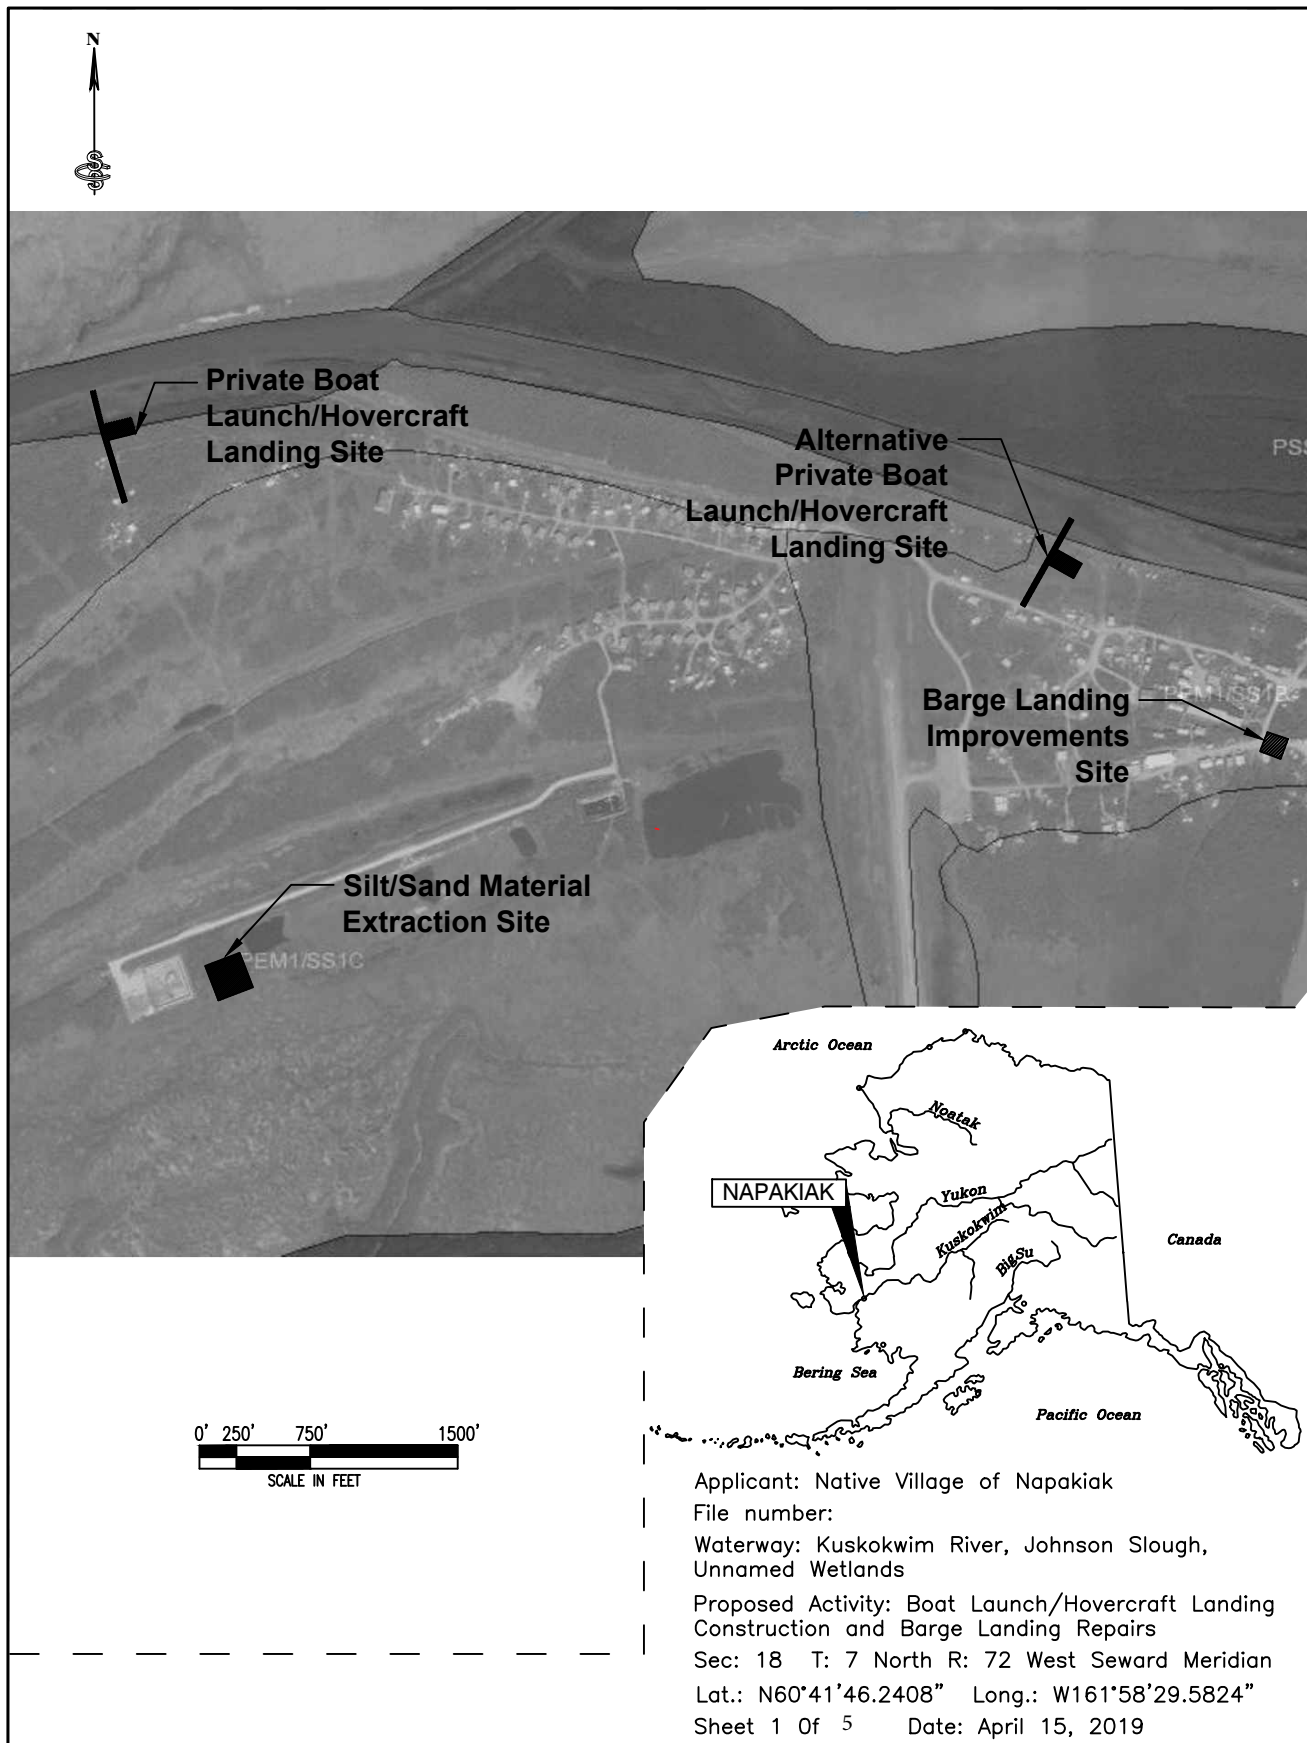 N
Private Boat
Launch/Hovercraft
Landing Site
Alternative
Private Boat
Launch/Hovercraft
Landing Site
Barge Landing
Improvements
Site
PEM1/SS1B
Silt/Sand Material
Extraction Site
PEM1/SS1C
Arctic Ocean
Noatak
NAPAKIAK
Yukon
Kuskokwim
Big Su
Canada
Bering Sea
Pacific Ocean
0' 250' 750' 1500'
SCALE IN FEET
Applicant: Native Village of Napakiak
File number:
Waterway: Kuskokwim River, Johnson Slough,
Unnamed Wetlands
Proposed Activity: Boat Launch/Hovercraft Landing
Construction and Barge Landing Repairs
Sec: 18 T: 7 North R: 72 West Seward Meridian
Lat.: N60°41'46.2408" Long.: W161°58'29.5824"
Sheet 1 Of 5 Date: April 15, 2019